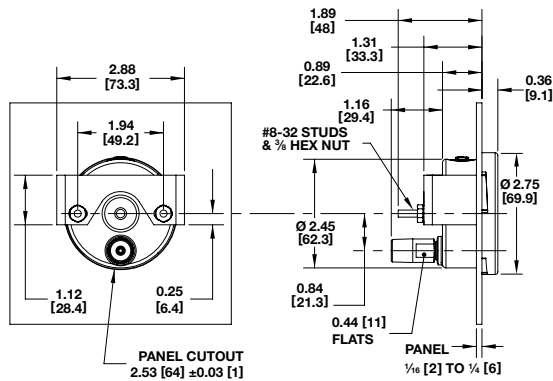 2.88
[73.3]
1.94
[49.2]
1.12
[28.4]
0.25
[6.4]
PANEL CUTOUT
2.53 [64] ±0.03 [1]
1.89
[48]
1.31
[33.3]
0.89
[22.6]
0.36
[9.1]
1.16
[29.4]
#8-32 STUDS
& ⅜ HEX NUT
Ø 2.75
[69.9]
Ø 2.45
[62.3]
0.84
[21.3]
0.44 [11]
FLATS
PANEL
¹⁄₁₆ [2] TO ¼ [6]